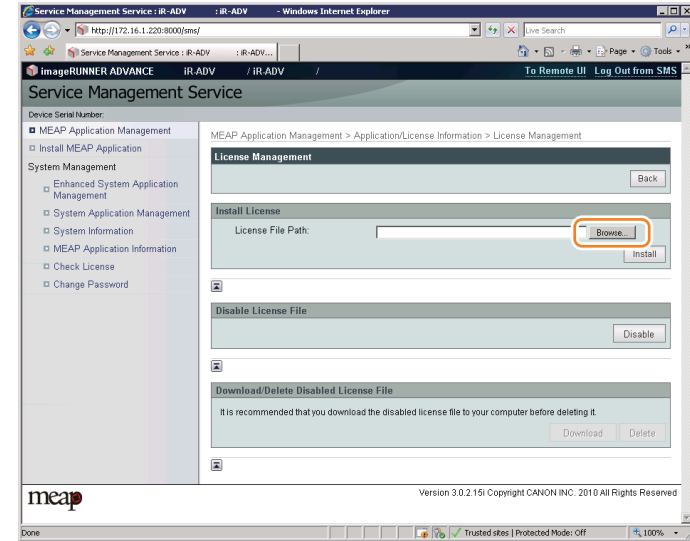 Service Management Service : iR-ADV : iR-ADV - Windows Internet Explorer
http://172.16.1.220:8000/sms/
Live Search
Service Management Service : iR-ADV : iR-ADV...
Page
Tools
imageRUNNER ADVANCE iR-ADV / iR-ADV /
To Remote UI Log Out from SMS
Service Management Service
Device Serial Number:
MEAP Application Management
Install MEAP Application
System Management
Enhanced System Application
Management
System Application Management
System Information
MEAP Application Information
Check License
Change Password
MEAP Application Management > Application/License Information > License Management
License Management
Back
Install License
License File Path:
Browse...
Install
Disable License File
Disable
Download/Delete Disabled License File
It is recommended that you download the disabled license file to your computer before deleting it.
Download Delete
meap
Version 3.0.2.15i Copyright CANON INC. 2010 All Rights Reserved
Done
Trusted sites | Protected Mode: Off
100%